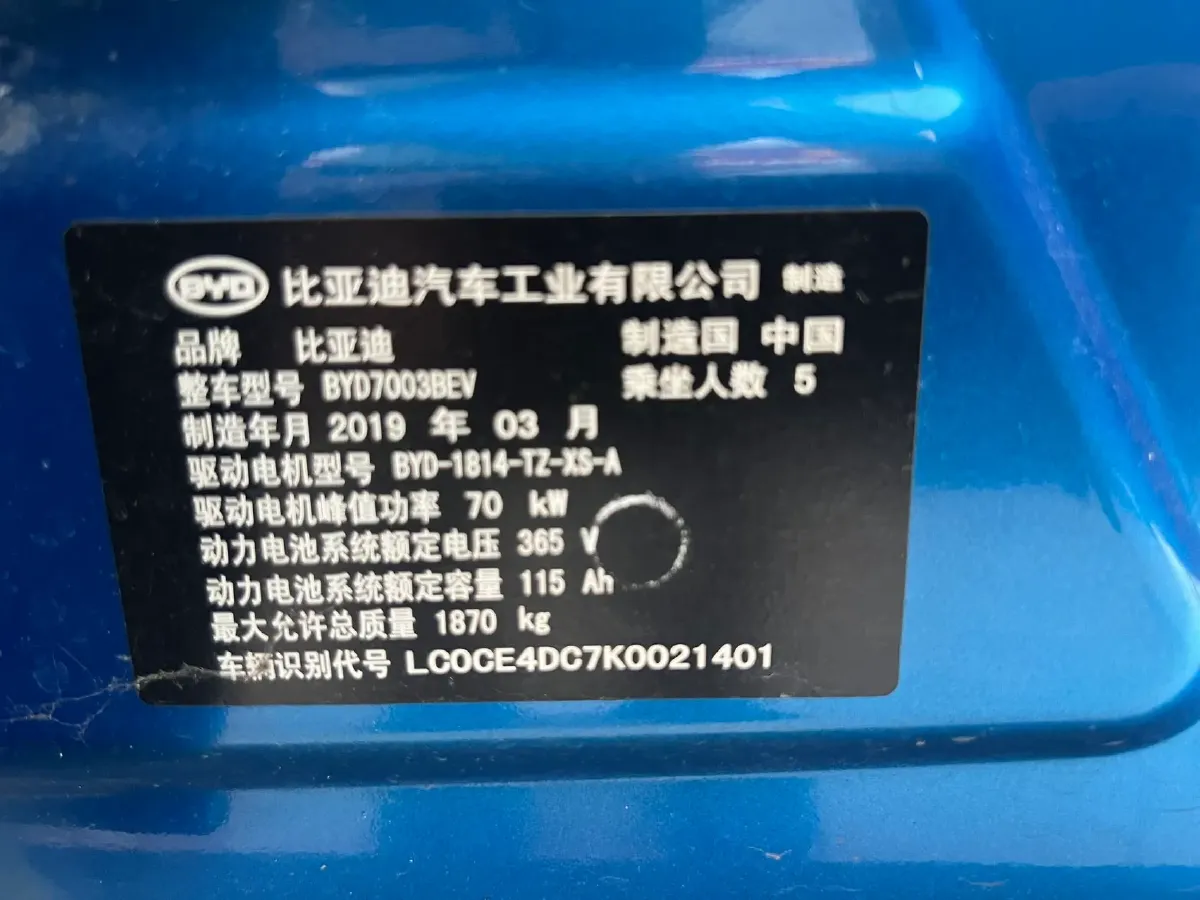 BYD 比亚迪汽车工业有限公司 制造
品牌 比亚迪 制造国 中国
整车型号 BYD7003BEV 乘坐人数 5
制造年月 2019 年 03 月
驱动电机型号 BYD-1814-TZ-XS-A
驱动电机峰值功率 70 kW
动力电池系统额定电压 365 V
动力电池系统额定容量 115 Ah
最大允许总质量 1870 kg
车辆识别代号 LC0CE4DC7K0021401